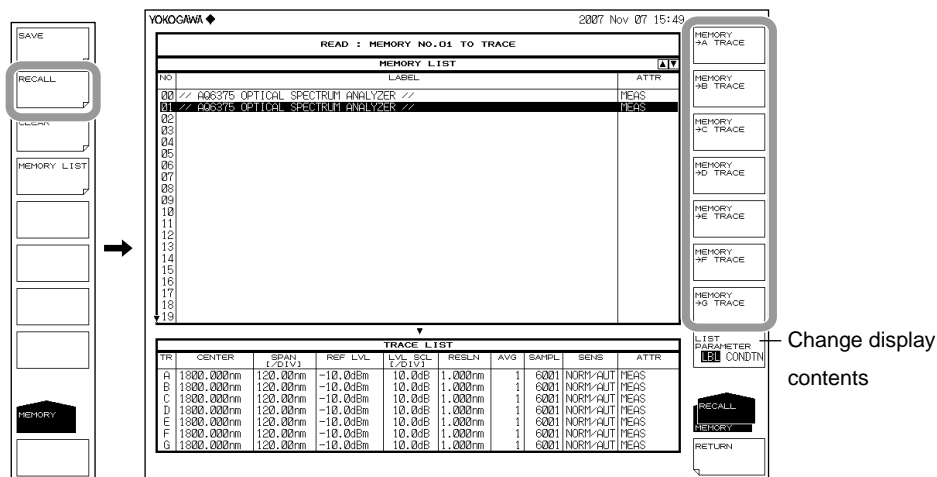 SAVE
RECALL
CLEAR
MEMORY LIST
MEMORY
YOKOGAWA ◆
2007 Nov 07 15:49
READ : MEMORY NO.01 TO TRACE
MEMORY LIST
NO LABEL ATTR
00 // AQ6375 OPTICAL SPECTRUM ANALYZER // MEAS
01 // AQ6375 OPTICAL SPECTRUM ANALYZER // MEAS
02
03
04
05
06
07
08
09
10
11
12
13
14
15
16
17
18
19
TRACE LIST
TR CENTER SPAN [/DIV] REF LVL LVL SCL [/DIV] RESLN AVG SAMPL SENS ATTR
A 1800.000nm 120.00nm -10.0dBm 10.0dB 1.000nm 1 6001 NORM/AUT MEAS
B 1800.000nm 120.00nm -10.0dBm 10.0dB 1.000nm 1 6001 NORM/AUT MEAS
C 1800.000nm 120.00nm -10.0dBm 10.0dB 1.000nm 1 6001 NORM/AUT MEAS
D 1800.000nm 120.00nm -10.0dBm 10.0dB 1.000nm 1 6001 NORM/AUT MEAS
E 1800.000nm 120.00nm -10.0dBm 10.0dB 1.000nm 1 6001 NORM/AUT MEAS
F 1800.000nm 120.00nm -10.0dBm 10.0dB 1.000nm 1 6001 NORM/AUT MEAS
G 1800.000nm 120.00nm -10.0dBm 10.0dB 1.000nm 1 6001 NORM/AUT MEAS
MEMORY
→A TRACE
MEMORY
→B TRACE
MEMORY
→C TRACE
MEMORY
→D TRACE
MEMORY
→E TRACE
MEMORY
→F TRACE
MEMORY
→G TRACE
LIST
PARAMETER
LBL CONDTN
RECALL
MEMORY
RETURN
Change display
contents